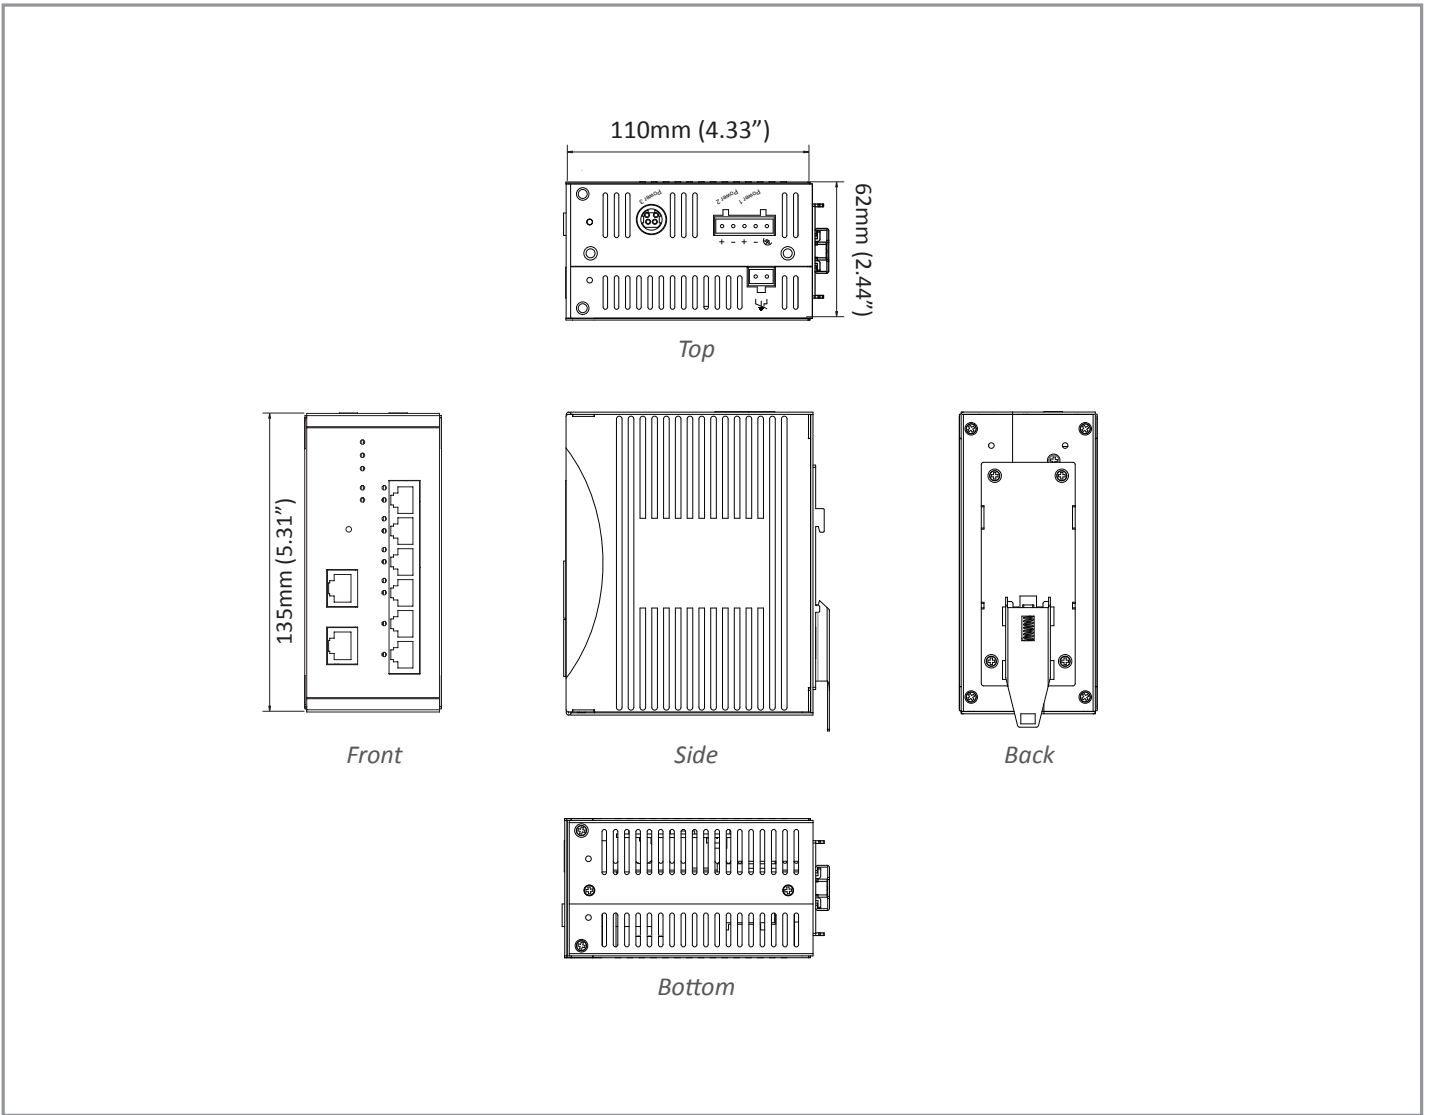 110mm (4.33”)
62mm (2.44”)
Power 3
Power 2
Power 1
+ – + –
Top
135mm (5.31”)
Front
Side
Back
Bottom